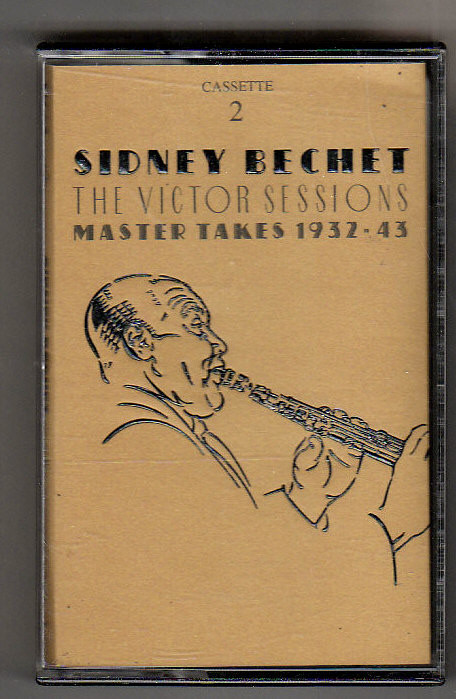 CASSETTE
2
SIDNEY BECHET
THE VICTOR SESSIONS
MASTER TAKES 1932-43